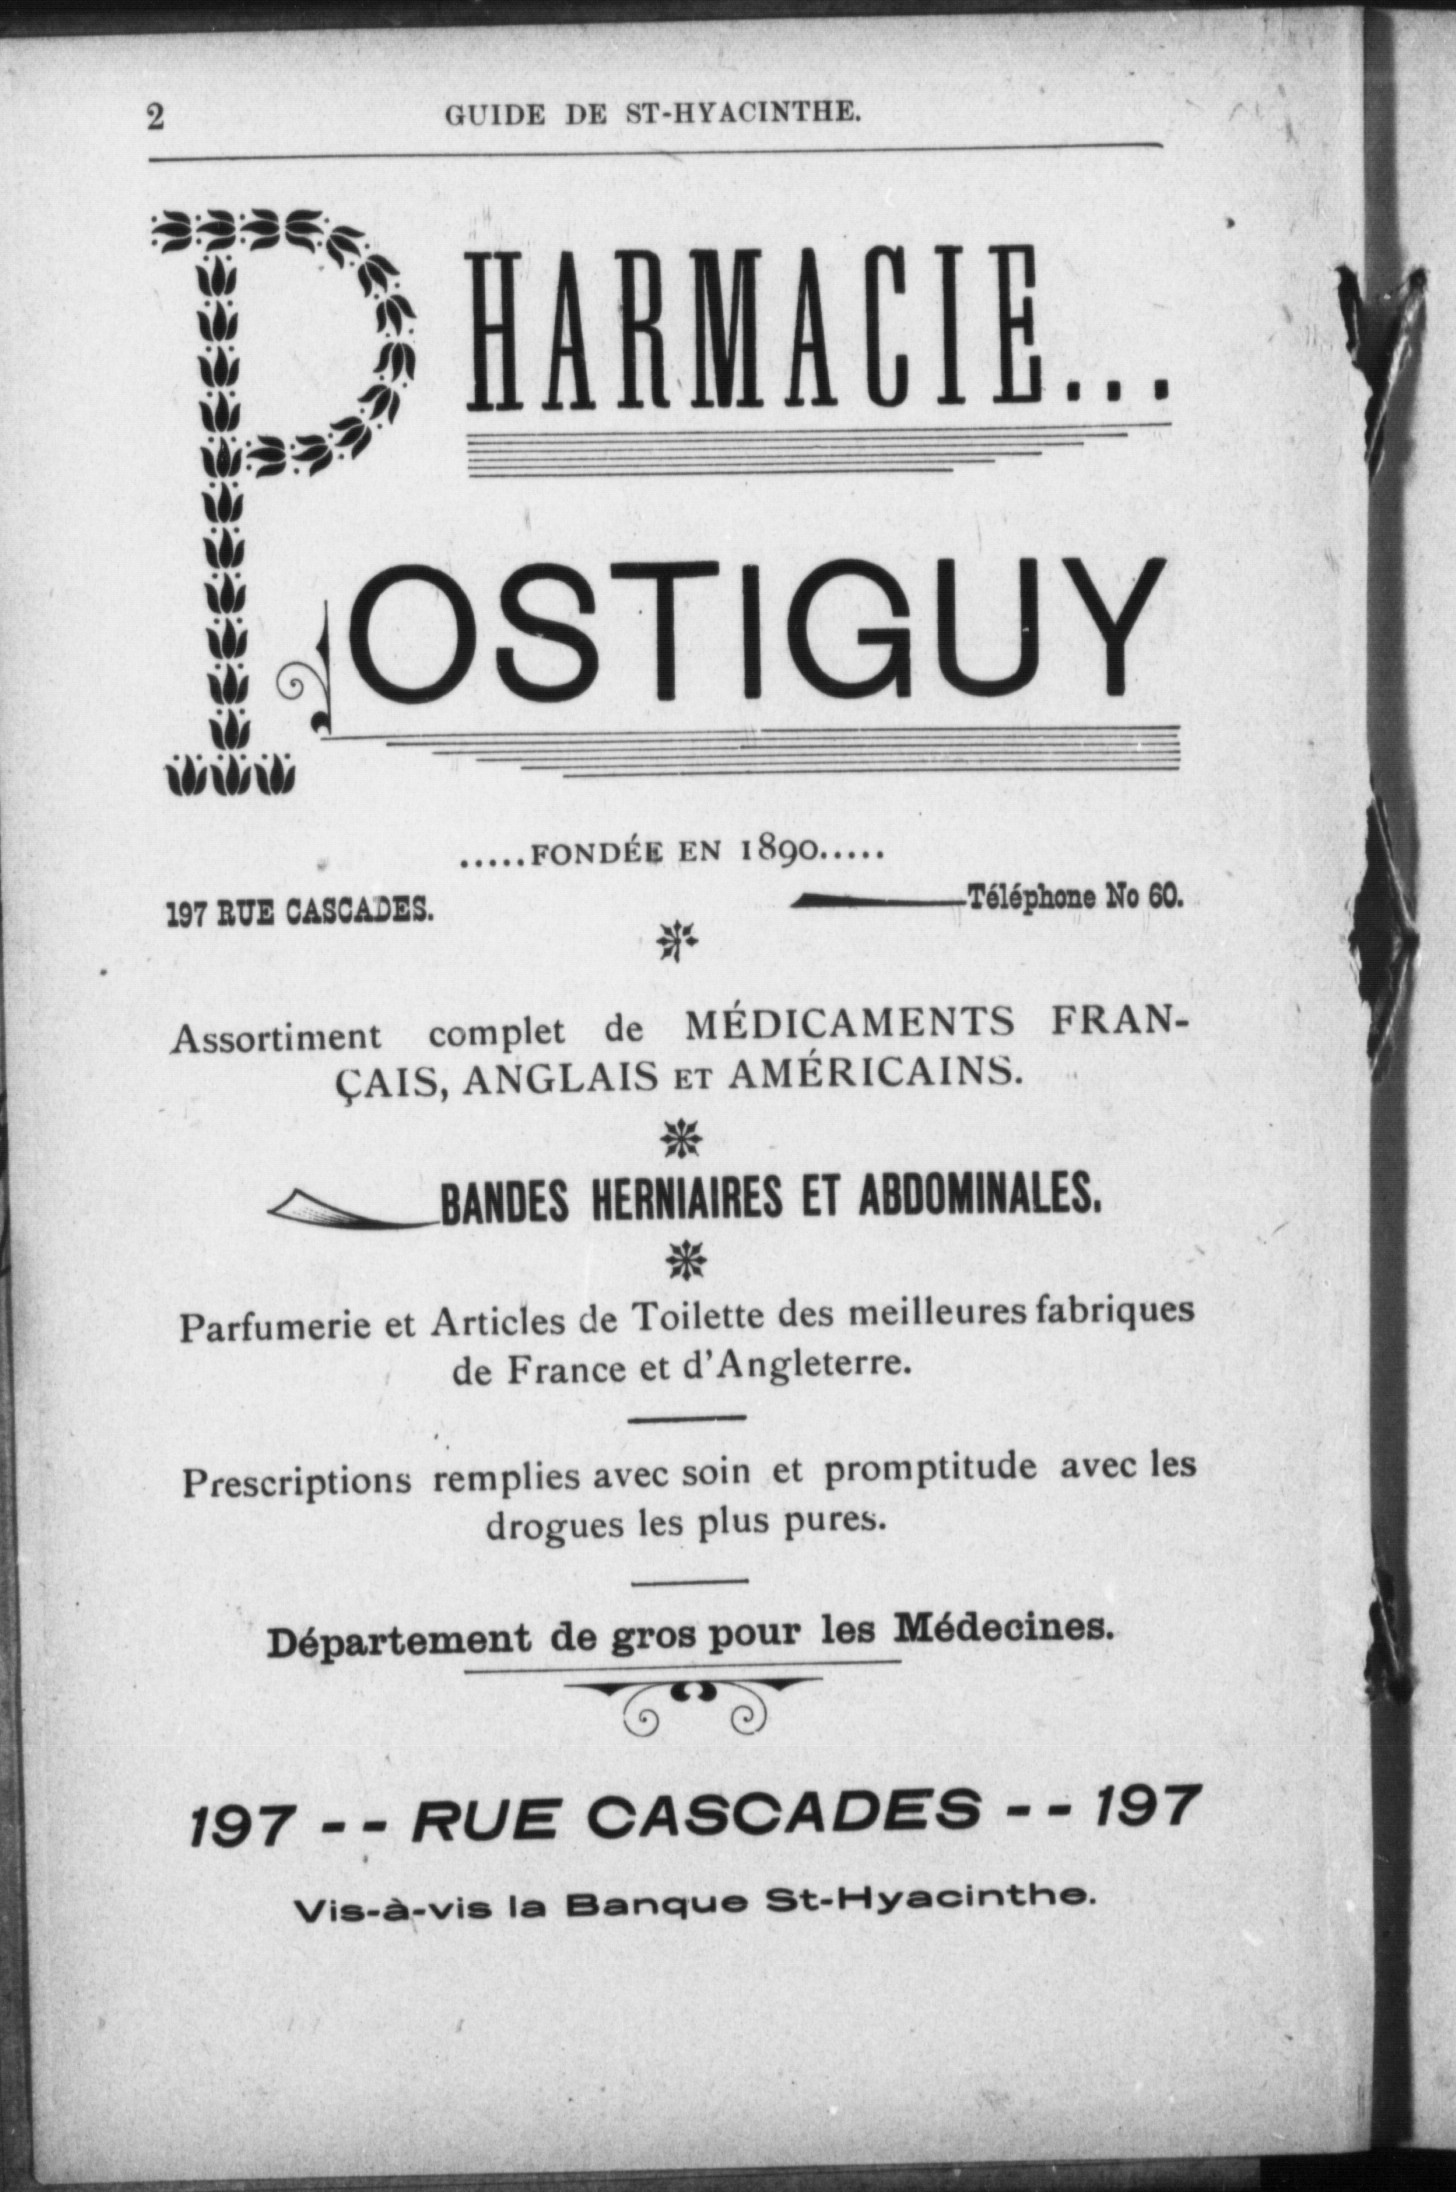 2
GUIDE DE ST-HYACINTHE.
PHARMACIE...
OSTIGUY
.....FONDÉE EN 1890.....
197 RUE CASCADES.
Téléphone No 60.
Assortiment complet de MÉDICAMENTS FRAN-
ÇAIS, ANGLAIS ET AMÉRICAINS.
BANDES HERNIAIRES ET ABDOMINALES.
Parfumerie et Articles de Toilette des meilleures fabriques
de France et d'Angleterre.
Prescriptions remplies avec soin et promptitude avec les
drogues les plus pures.
Département de gros pour les Médecines.
197 -- RUE CASCADES -- 197
Vis-à-vis la Banque St-Hyacinthe.